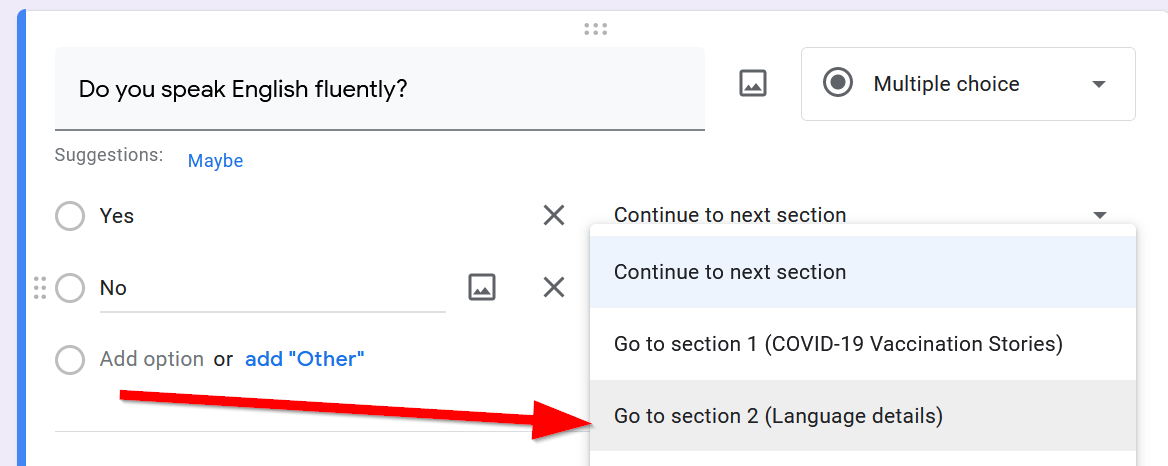 Do you speak English fluently?
Multiple choice
Suggestions: Maybe
Yes
Continue to next section
Continue to next section
No
Go to section 1 (COVID-19 Vaccination Stories)
Add option or add "Other"
Go to section 2 (Language details)